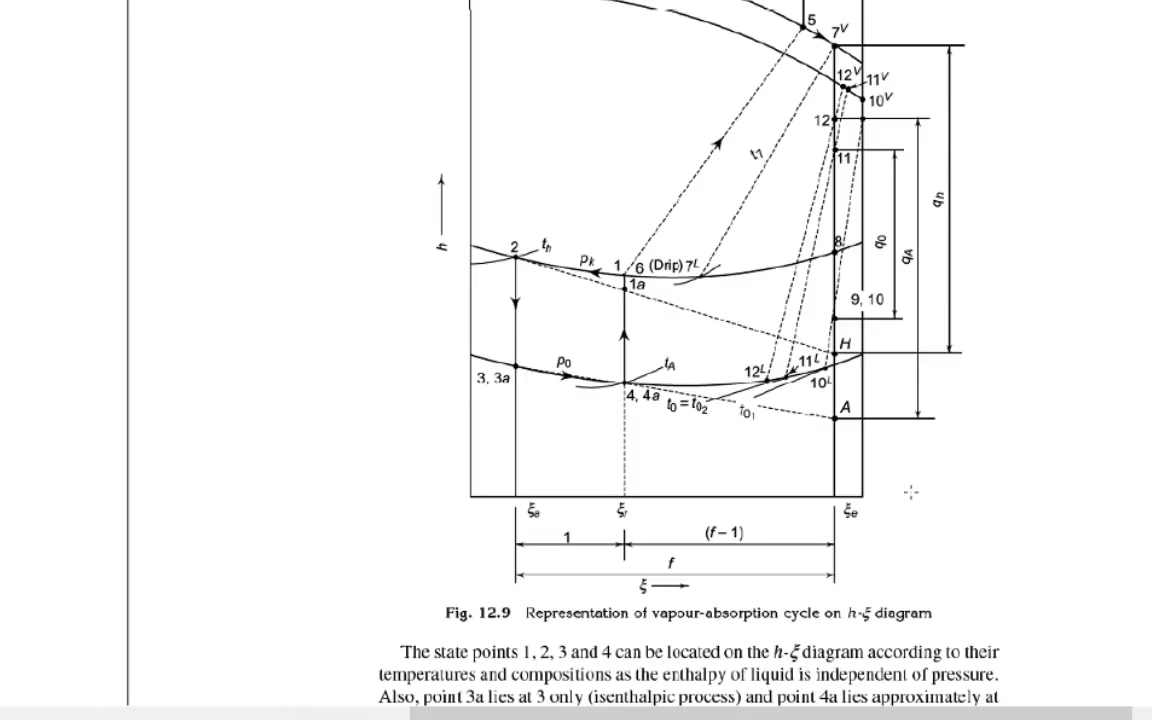 5
7V
12V
11V
10V
12
t7
11
qh
h
q0
qA
2
th
pk
1
6 (Drip)
7L
8
1a
9, 10
H
p0
tA
12L
11L
3, 3a
10L
4, 4a
t0 = t02
t01
A
ξa
ξr
ξe
1
(f – 1)
f
ξ
Fig. 12.9 Representation of vapour-absorption cycle on h-ξ diagram
The state points 1, 2, 3 and 4 can be located on the h-ξ diagram according to their
temperatures and compositions as the enthalpy of liquid is independent of pressure.
Also, point 3a lies at 3 only (isenthalpic process) and point 4a lies approximately at